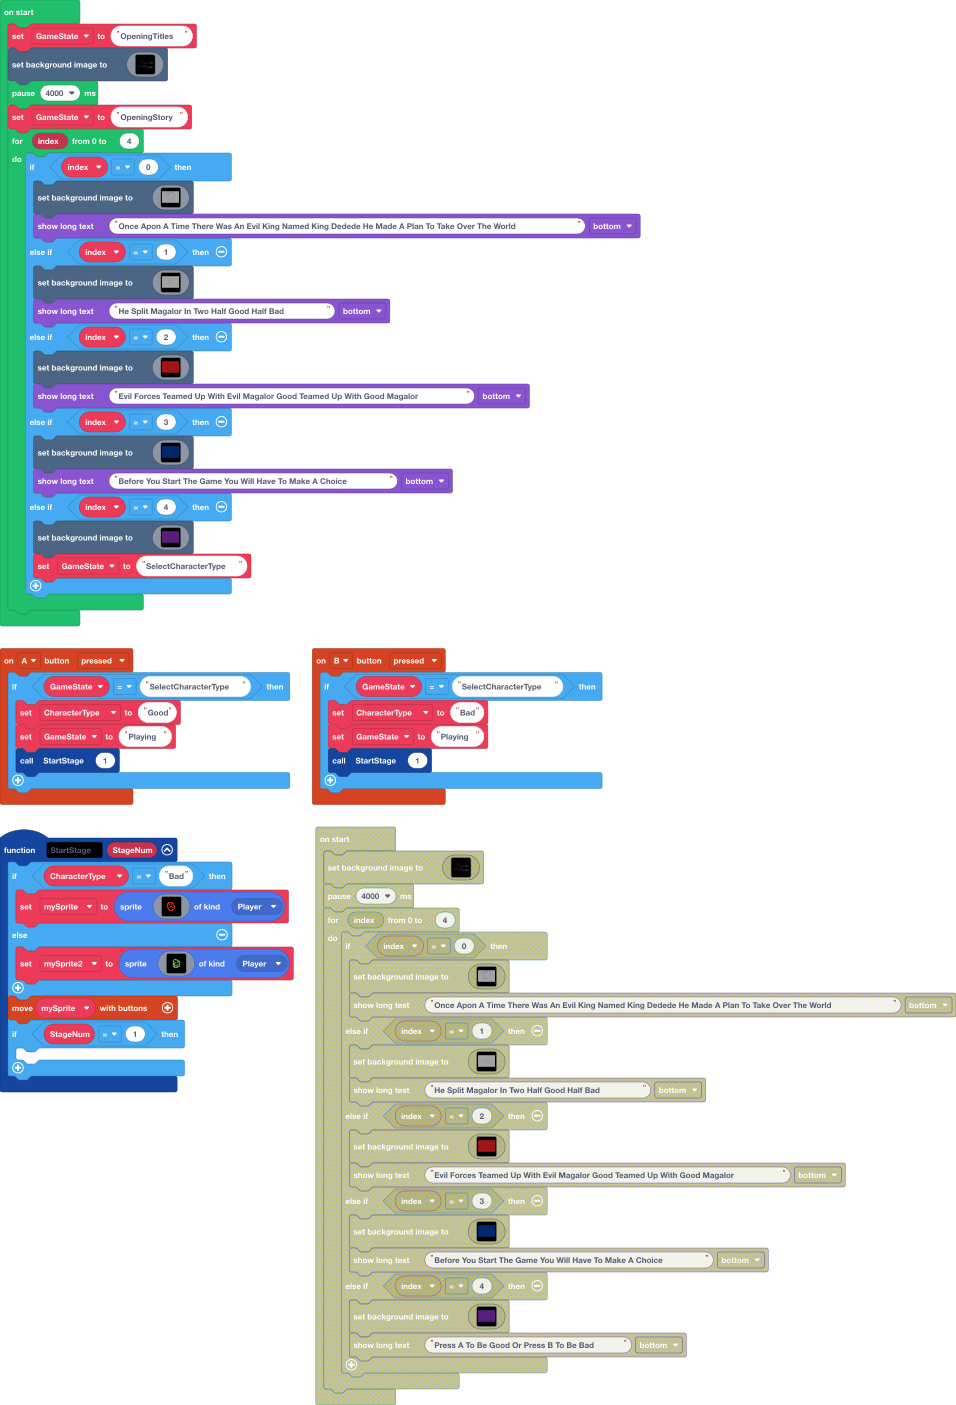 on start
set GameState to "OpeningTitles"
set background image to
pause 4000 ms
set GameState to "OpeningStory"
for index from 0 to 4
do
if index = 0 then
set background image to
show long text "Once Apon A Time There Was An Evil King Named King Dedede He Made A Plan To Take Over The World" bottom
else if index = 1 then
set background image to
show long text "He Split Magalor In Two Half Good Half Bad" bottom
else if index = 2 then
set background image to
show long text "Evil Forces Teamed Up With Evil Magalor Good Teamed Up With Good Magalor" bottom
else if index = 3 then
set background image to
show long text "Before You Start The Game You Will Have To Make A Choice" bottom
else if index = 4 then
set background image to
set GameState to "SelectCharacterType"
on A button pressed
if GameState = "SelectCharacterType" then
set CharacterType to "Good"
set GameState to "Playing"
call StartStage 1
on B button pressed
if GameState = "SelectCharacterType" then
set CharacterType to "Bad"
set GameState to "Playing"
call StartStage 1
function StartStage StageNum
if CharacterType = "Bad" then
set mySprite to sprite of kind Player
else
set mySprite2 to sprite of kind Player
move mySprite with buttons
if StageNum = 1 then
on start
set background image to
pause 4000 ms
for index from 0 to 4
do
if index = 0 then
set background image to
show long text "Once Apon A Time There Was An Evil King Named King Dedede He Made A Plan To Take Over The World" bottom
else if index = 1 then
set background image to
show long text "He Split Magalor In Two Half Good Half Bad" bottom
else if index = 2 then
set background image to
show long text "Evil Forces Teamed Up With Evil Magalor Good Teamed Up With Good Magalor" bottom
else if index = 3 then
set background image to
show long text "Before You Start The Game You Will Have To Make A Choice" bottom
else if index = 4 then
set background image to
show long text "Press A To Be Good Or Press B To Be Bad" bottom